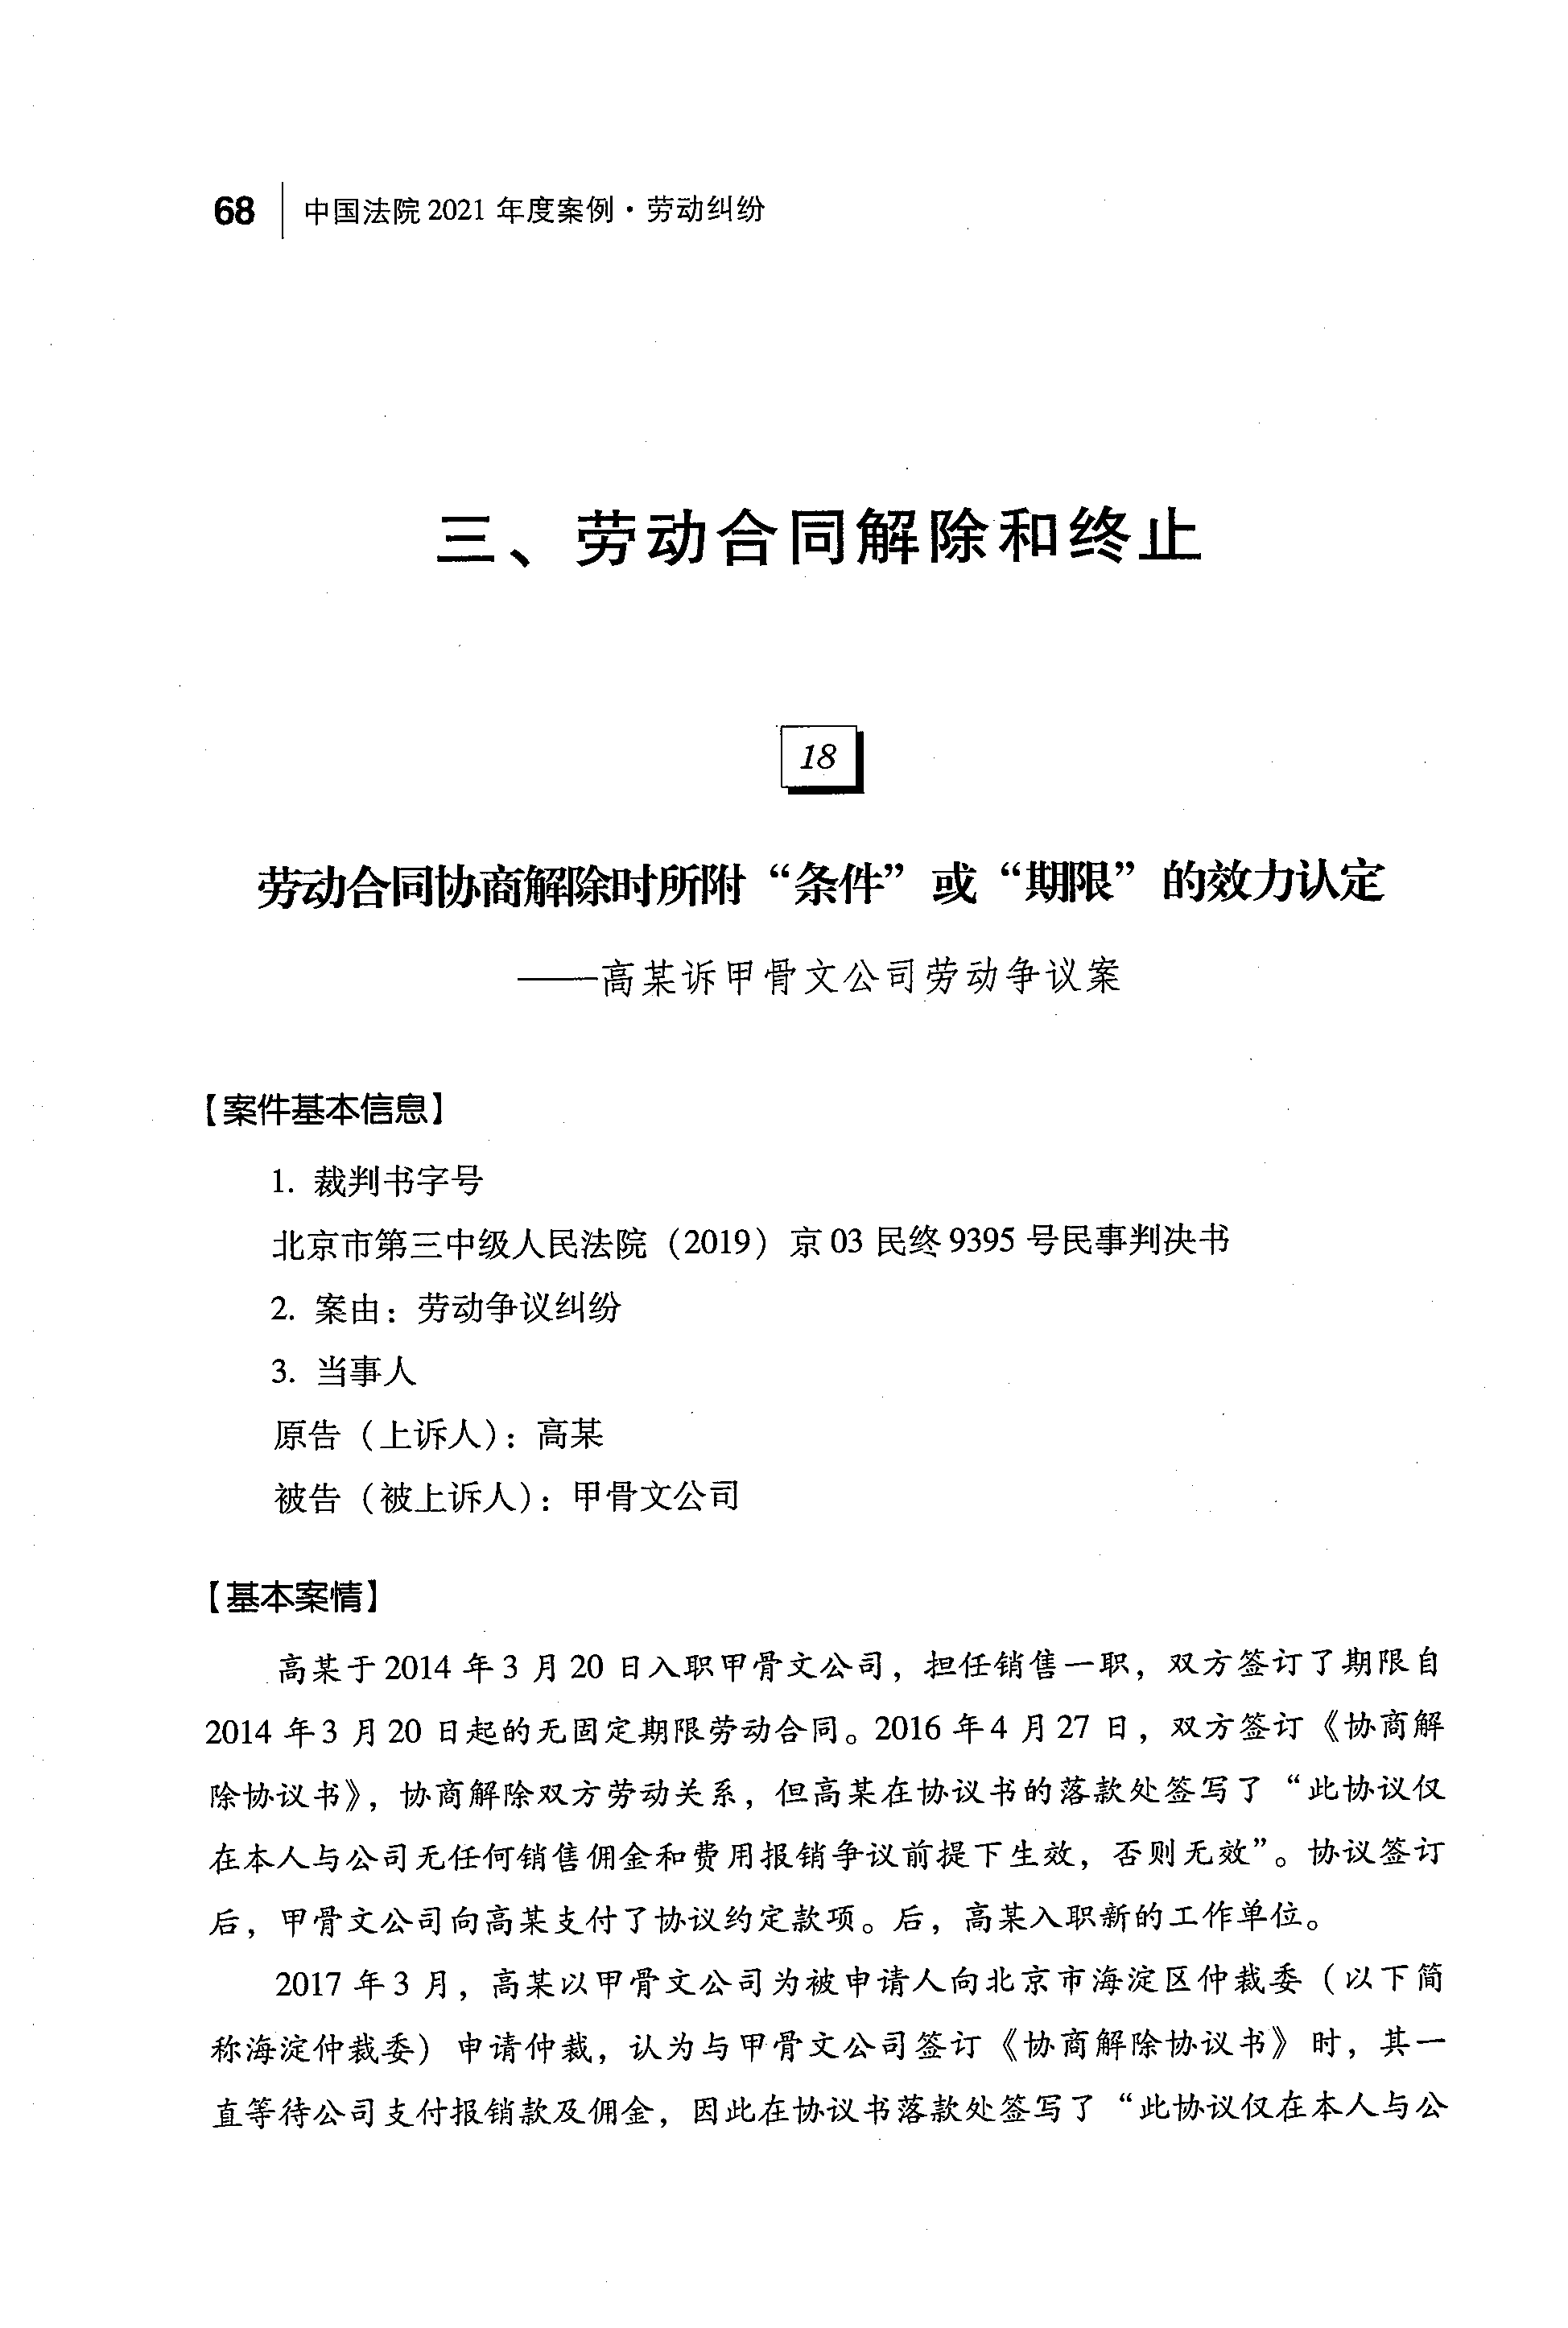 68 中国法院 2021 年度案例·劳动纠纷
三、劳动合同解除和终止
18
劳动合同协商解除时所附“条件”或“期限”的效力认定
——高某诉甲骨文公司劳动争议案
【案件基本信息】
1. 裁判书字号
北京市第三中级人民法院（2019）京 03 民终 9395 号民事判决书
2. 案由：劳动争议纠纷
3. 当事人
原告（上诉人）：高某
被告（被上诉人）：甲骨文公司
【基本案情】
高某于 2014 年 3 月 20 日入职甲骨文公司，担任销售一职，双方签订了期限自
2014 年 3 月 20 日起的无固定期限劳动合同。2016 年 4 月 27 日，双方签订《协商解
除协议书》，协商解除双方劳动关系，但高某在协议书的落款处签写了“此协议仅
在本人与公司无任何销售佣金和费用报销争议前提下生效，否则无效”。协议签订
后，甲骨文公司向高某支付了协议约定款项。后，高某入职新的工作单位。
2017 年 3 月，高某以甲骨文公司为被申请人向北京市海淀区仲裁委（以下简
称海淀仲裁委）申请仲裁，认为与甲骨文公司签订《协商解除协议书》时，其一
直等待公司支付报销款及佣金，因此在协议书落款处签写了“此协议仅在本人与公